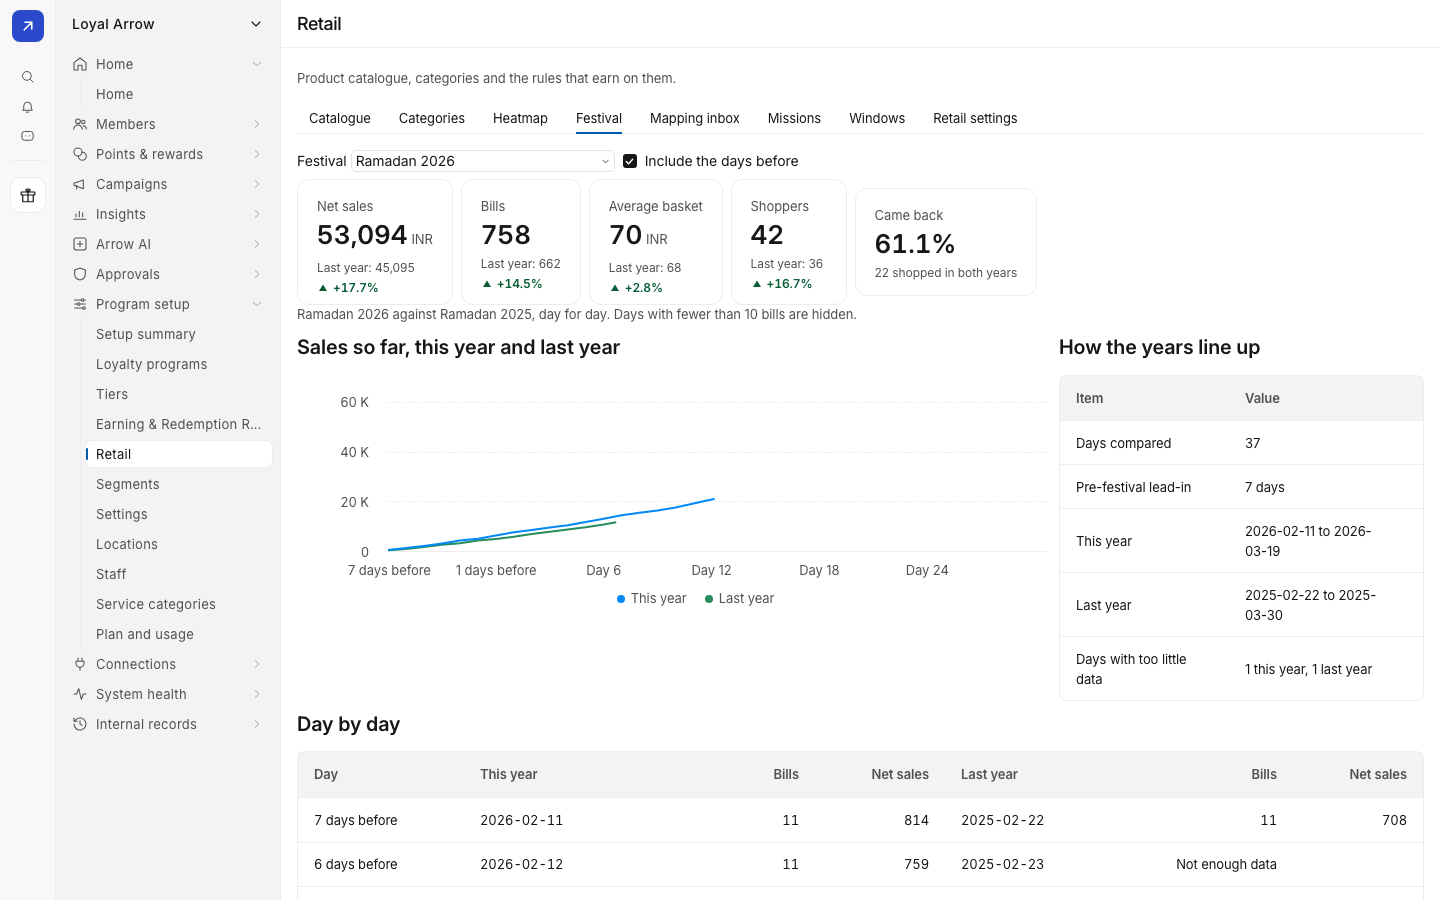 Loyal Arrow
Home
Home
Members
Points & rewards
Campaigns
Insights
Arrow AI
Approvals
Program setup
Setup summary
Loyalty programs
Tiers
Earning & Redemption R...
Retail
Segments
Settings
Locations
Staff
Service categories
Plan and usage
Connections
System health
Internal records
Retail
Product catalogue, categories and the rules that earn on them.
Catalogue Categories Heatmap Festival Mapping inbox Missions Windows Retail settings
Festival Ramadan 2026 Include the days before
Net sales
53,094 INR
Last year: 45,095
▲ +17.7%
Bills
758
Last year: 662
▲ +14.5%
Average basket
70 INR
Last year: 68
▲ +2.8%
Shoppers
42
Last year: 36
▲ +16.7%
Came back
61.1%
22 shopped in both years
Ramadan 2026 against Ramadan 2025, day for day. Days with fewer than 10 bills are hidden.
Sales so far, this year and last year
60 K
40 K
20 K
0
7 days before 1 days before Day 6 Day 12 Day 18 Day 24
This year Last year
How the years line up
Item Value
Days compared 37
Pre-festival lead-in 7 days
This year 2026-02-11 to 2026-
03-19
Last year 2025-02-22 to 2025-
03-30
Days with too little
data 1 this year, 1 last year
Day by day
Day This year Bills Net sales Last year Bills Net sales
7 days before 2026-02-11 11 814 2025-02-22 11 708
6 days before 2026-02-12 11 759 2025-02-23 Not enough data